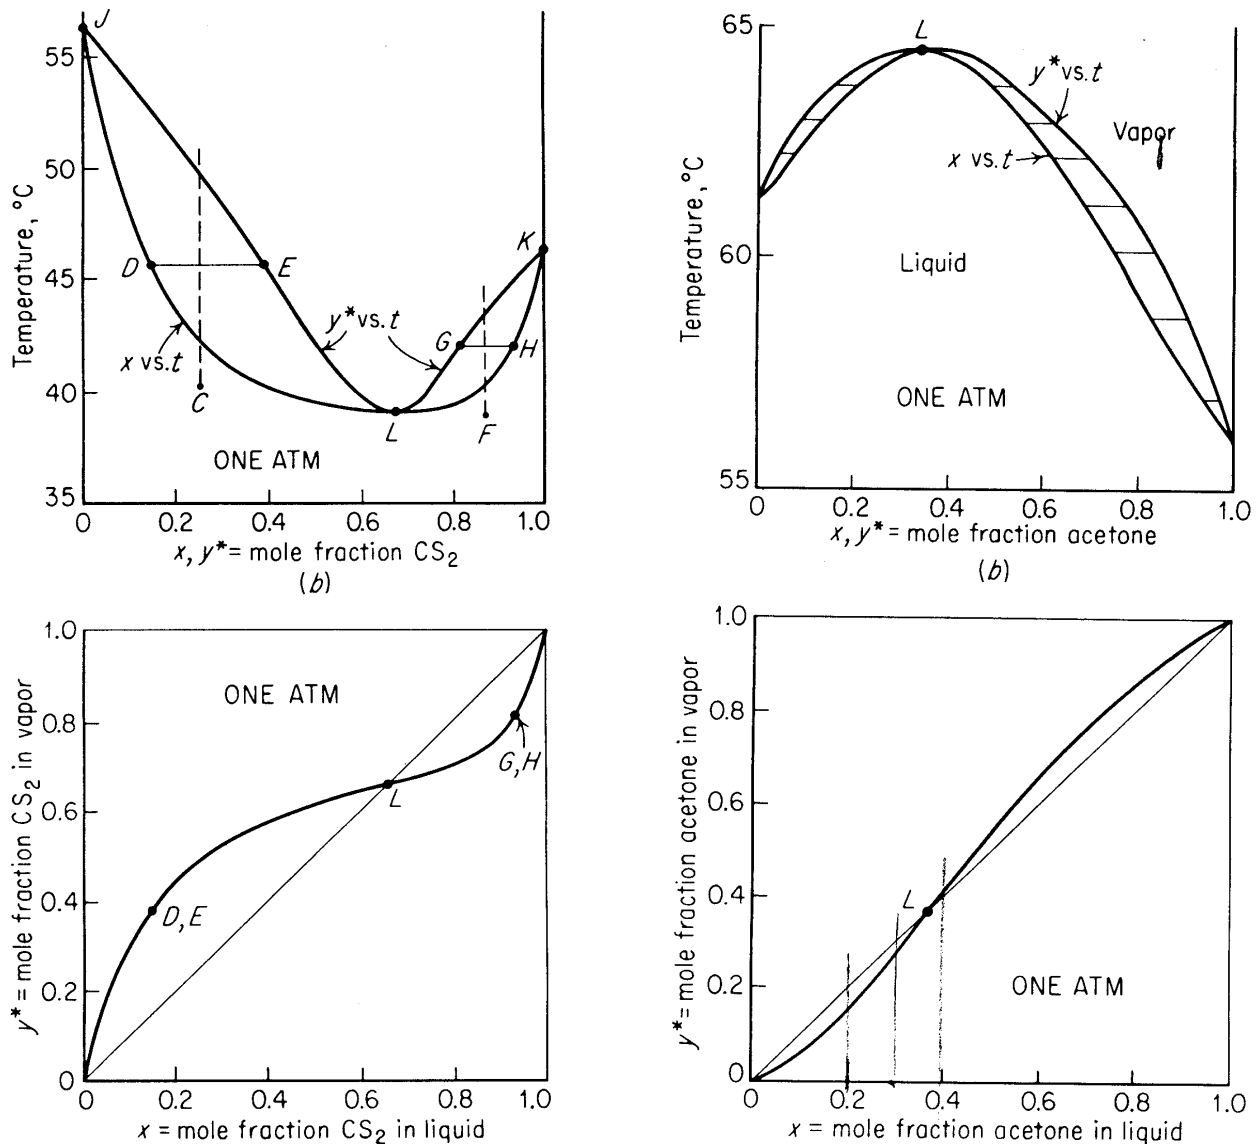 J
55
50
45
40
35
Temperature, °C
D
E
K
G
H
x vs. t
y* vs. t
C
L
F
ONE ATM
0 0.2 0.4 0.6 0.8 1.0
x, y* = mole fraction CS₂
(b)
65
60
55
Temperature, °C
L
y* vs. t
x vs. t
Vapor
Liquid
ONE ATM
0 0.2 0.4 0.6 0.8 1.0
x, y* = mole fraction acetone
(b)
1.0
0.8
0.6
0.4
0.2
0
y* = mole fraction CS₂ in vapor
ONE ATM
G, H
L
D, E
0 0.2 0.4 0.6 0.8 1.0
x = mole fraction CS₂ in liquid
1.0
0.8
0.6
0.4
0.2
0
y* = mole fraction acetone in vapor
L
ONE ATM
0 0.2 0.4 0.6 0.8 1.0
x = mole fraction acetone in liquid